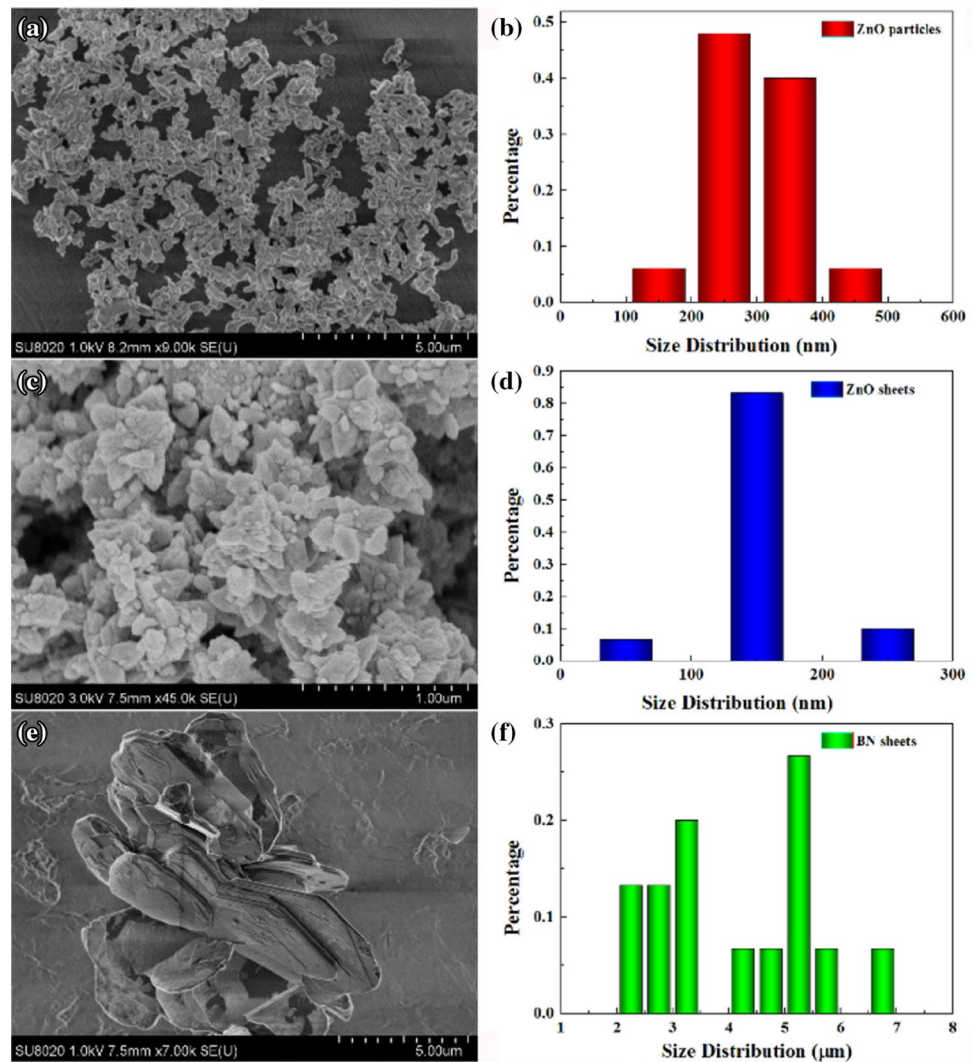 (a)
SU8020 1.0kV 8.2mm x9.00k SE(U)
5.00um
(b)
ZnO particles
Percentage
0.5
0.4
0.3
0.2
0.1
0.0
0 100 200 300 400 500 600
Size Distribution (nm)
(c)
SU8020 3.0kV 7.5mm x45.0k SE(U)
1.00um
(d)
ZnO sheets
Percentage
0.9
0.8
0.7
0.6
0.5
0.4
0.3
0.2
0.1
0.0
0 100 200 300
Size Distribution (nm)
(e)
SU8020 1.0kV 7.5mm x7.00k SE(U)
5.00um
(f)
BN sheets
Percentage
0.3
0.2
0.1
0.0
1 2 3 4 5 6 7 8
Size Distribution (μm)